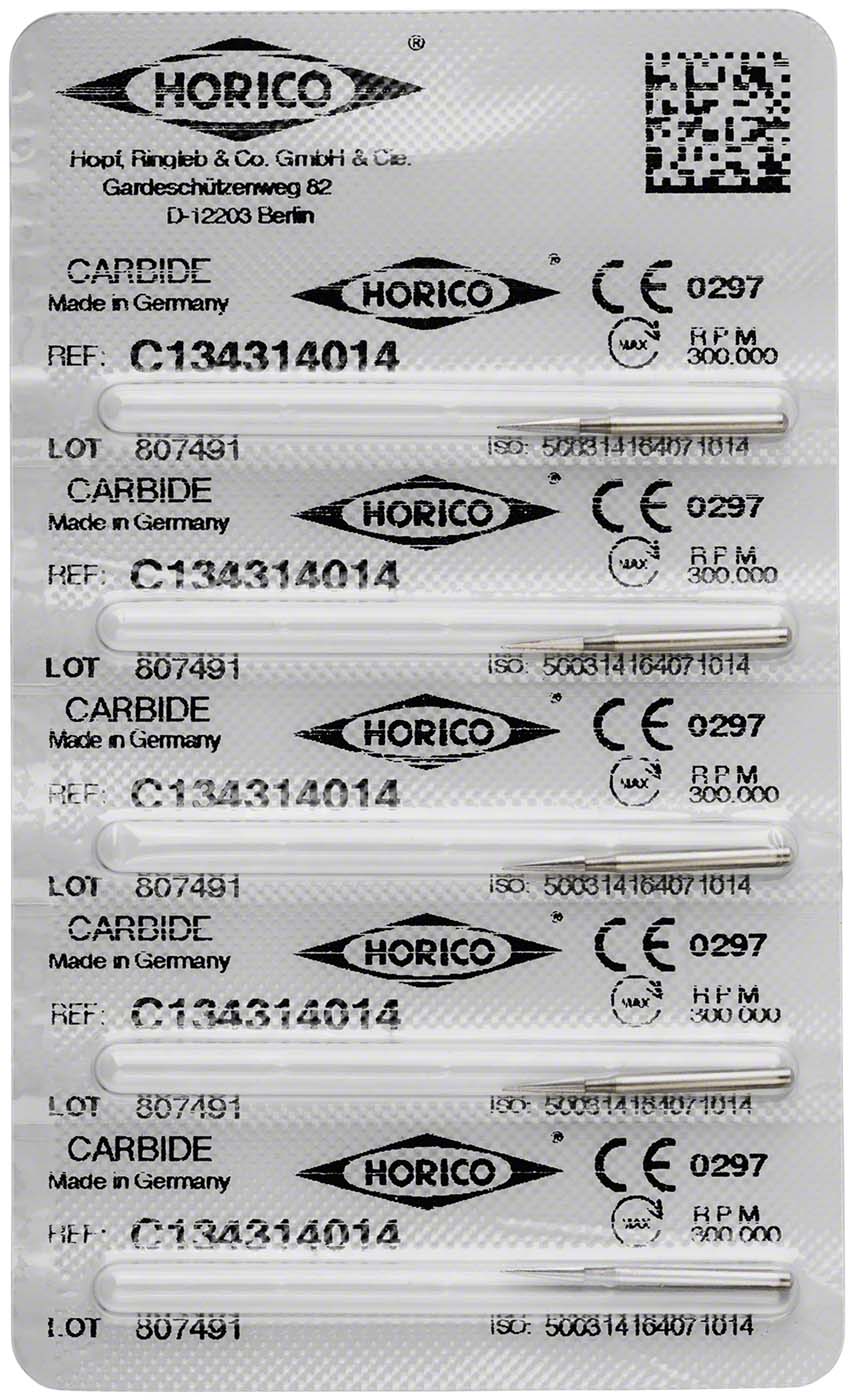 HORICO ®
Hopf, Ringleb & Co. GmbH & Cie.
Gardeschützenweg 82
D-12203 Berlin
CARBIDE
Made in Germany
HORICO ®
CE 0297
REF: C134314014
MAX
RPM
300.000
LOT 807491
ISO: 500314164071014
CARBIDE
Made in Germany
HORICO ®
CE 0297
REF: C134314014
MAX
RPM
300.000
LOT 807491
ISO: 500314164071014
CARBIDE
Made in Germany
HORICO ®
CE 0297
REF: C134314014
MAX
RPM
300.000
LOT 807491
ISO: 500314164071014
CARBIDE
Made in Germany
HORICO ®
CE 0297
REF: C134314014
MAX
RPM
300.000
LOT 807491
ISO: 500314164071014
CARBIDE
Made in Germany
HORICO ®
CE 0297
REF: C134314014
MAX
RPM
300.000
LOT 807491
ISO: 500314164071014